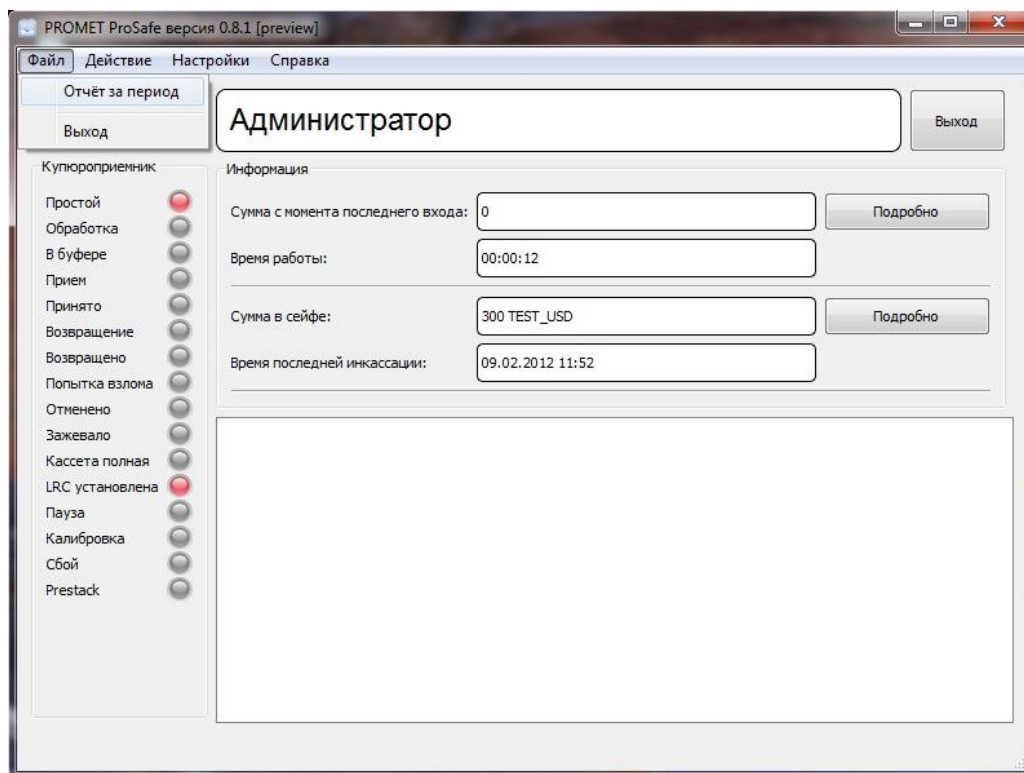 PROMET ProSafe версия 0.8.1 [preview]
Файл Действие Настройки Справка
Отчёт за период
Выход
Администратор
Выход
Купюроприемник
Простой
Обработка
В буфере
Прием
Принято
Возвращение
Возвращено
Попытка взлома
Отменено
Зажевало
Кассета полная
LRC установлена
Пауза
Калибровка
Сбой
Prestack
Информация
Сумма с момента последнего входа: 0 Подробно
Время работы: 00:00:12
Сумма в сейфе: 300 TEST_USD Подробно
Время последней инкассации: 09.02.2012 11:52